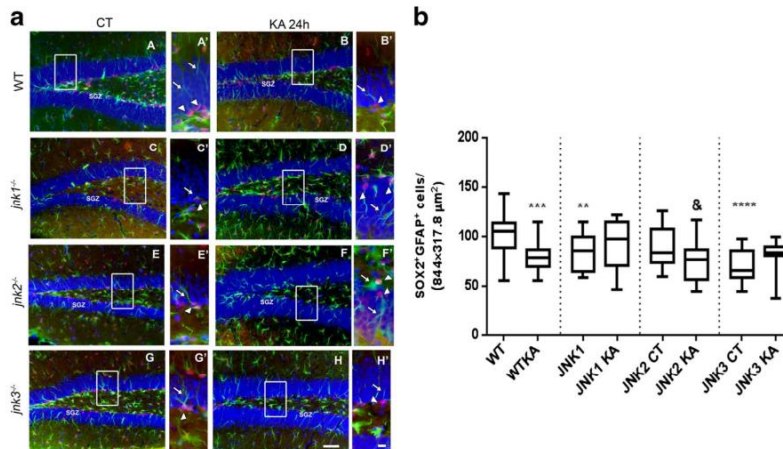 a
b
CT
KA 24h
WT
jnk1-/-
jnk2-/-
jnk3-/-
A
A'
B
B'
SGZ
SGZ
C
C'
D
D'
SGZ
SGZ
E
E'
F
F'
SGZ
SGZ
G
G'
H
H'
SGZ
SGZ
SOX2+GFAP+ cells/
(844×317.8 µm²)
200
150
100
50
0
^^^
^^
&
^^^^
WT
WTKA
JNK1
JNK1 KA
JNK2 CT
JNK2 KA
JNK3 CT
JNK3 KA